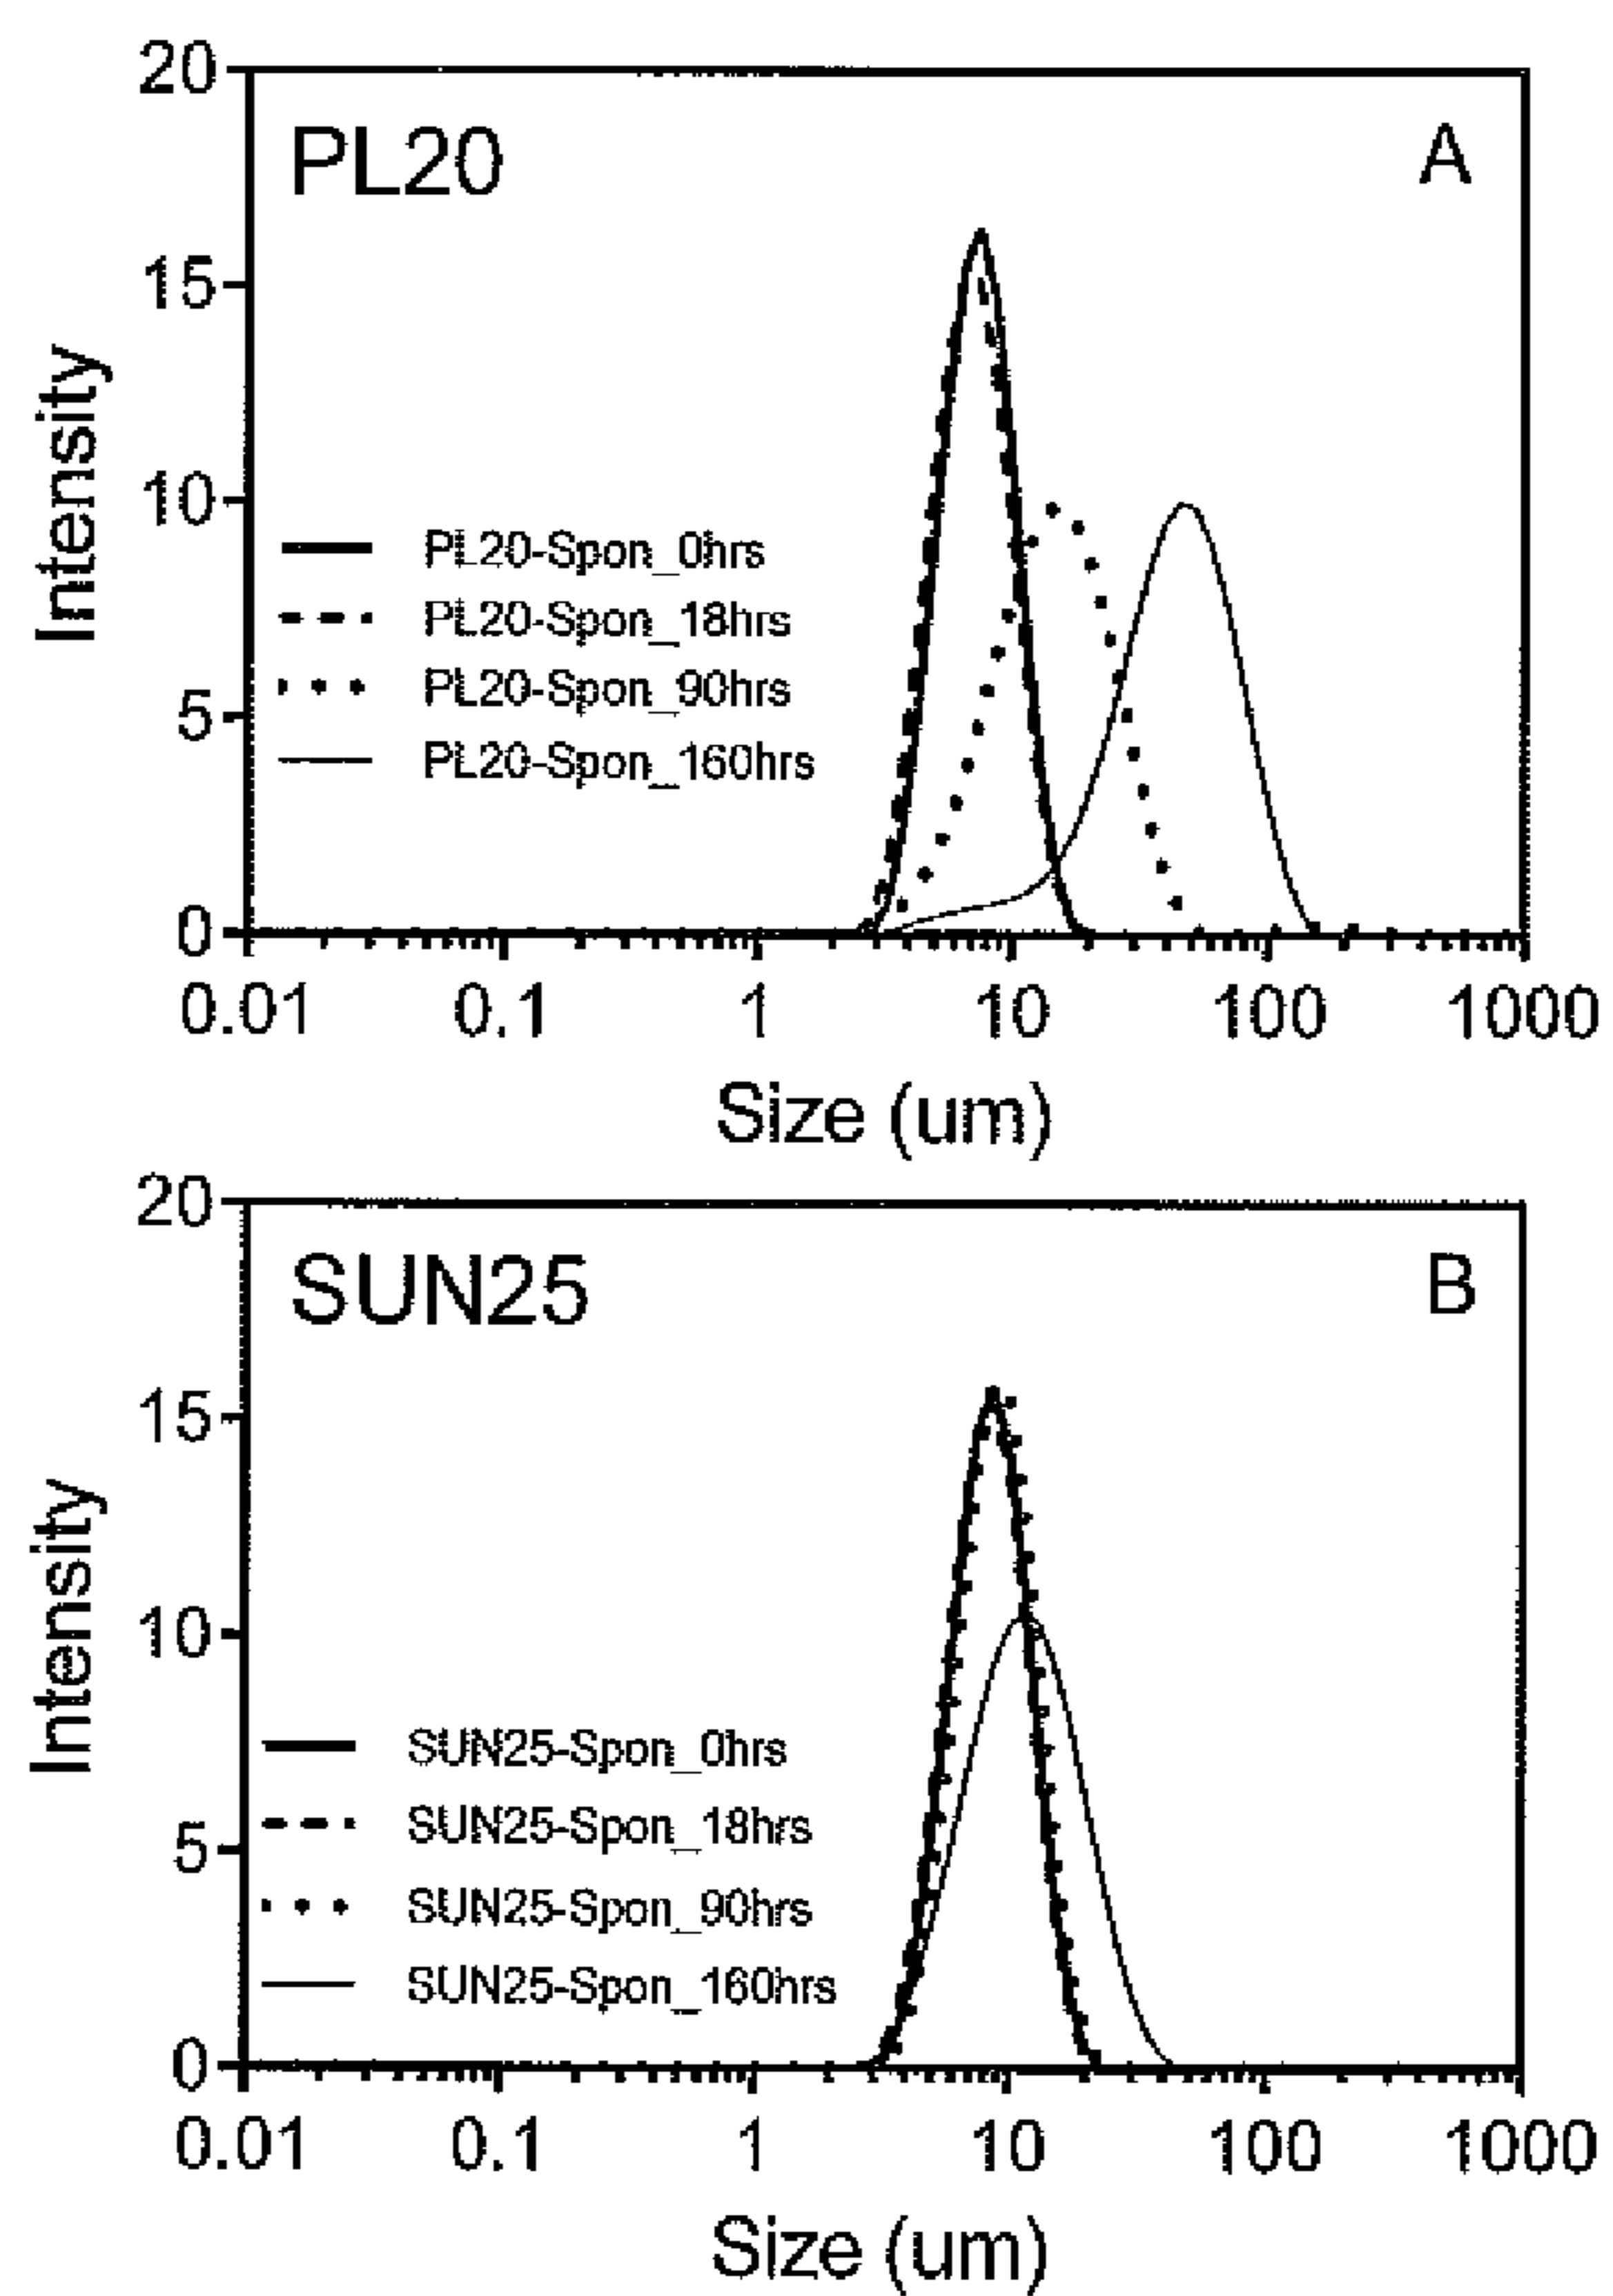 20
PL20 A
15
10
5
0
Intensity
PL20-Spon_0hrs
PL20-Spon_18hrs
PL20-Spon_90hrs
PL20-Spon_160hrs
0.01 0.1 1 10 100 1000
Size (um)
20
SUN25 B
15
10
5
0
Intensity
SUN25-Spon_0hrs
SUN25-Spon_18hrs
SUN25-Spon_90hrs
SUN25-Spon_160hrs
0.01 0.1 1 10 100 1000
Size (um)